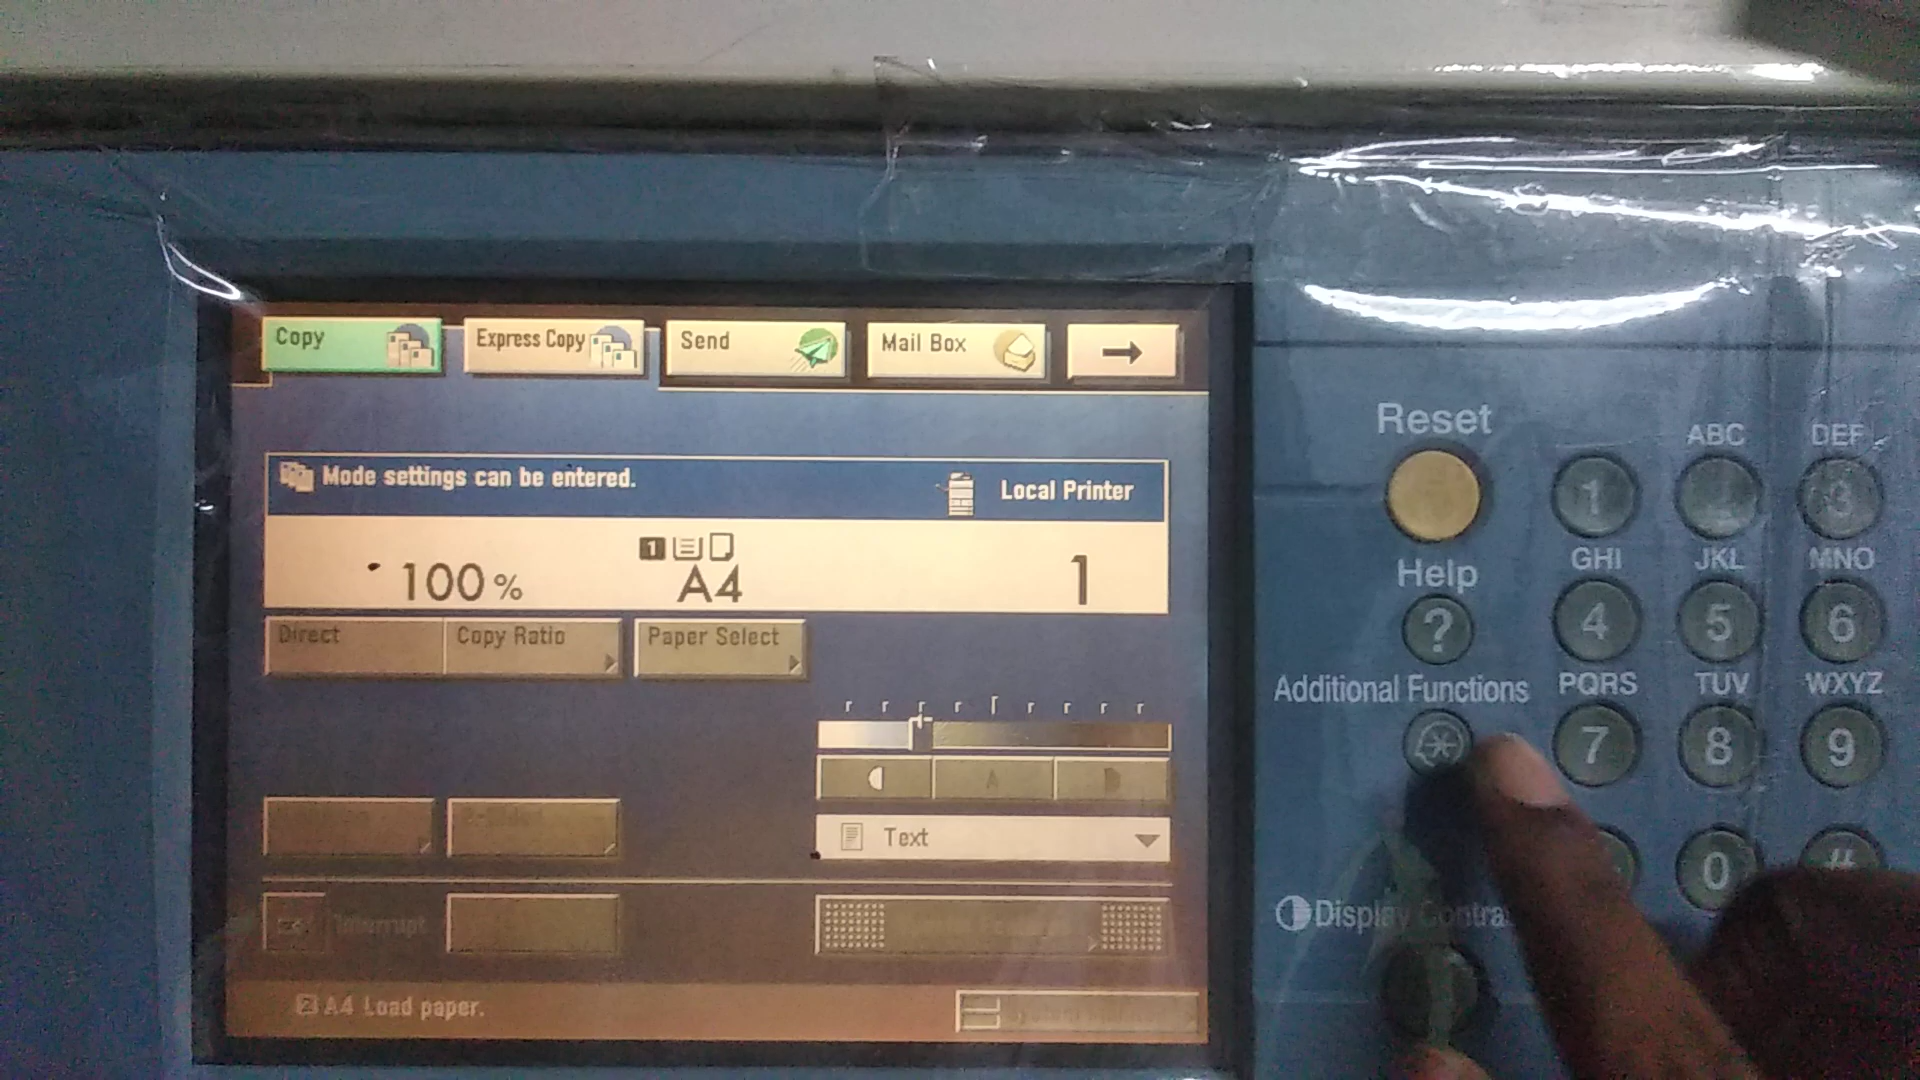 Copy
Express Copy
Send
Mail Box
Mode settings can be entered.
Local Printer
100 %
1
A4
1
Direct
Copy Ratio
Paper Select
A
Text
Interrupt
2 A4 Load paper.
Reset
Help
?
Additional Functions
Display Contra
ABC
DEF
1
3
GHI
JKL
MNO
4
5
6
PQRS
TUV
WXYZ
7
8
9
0
#